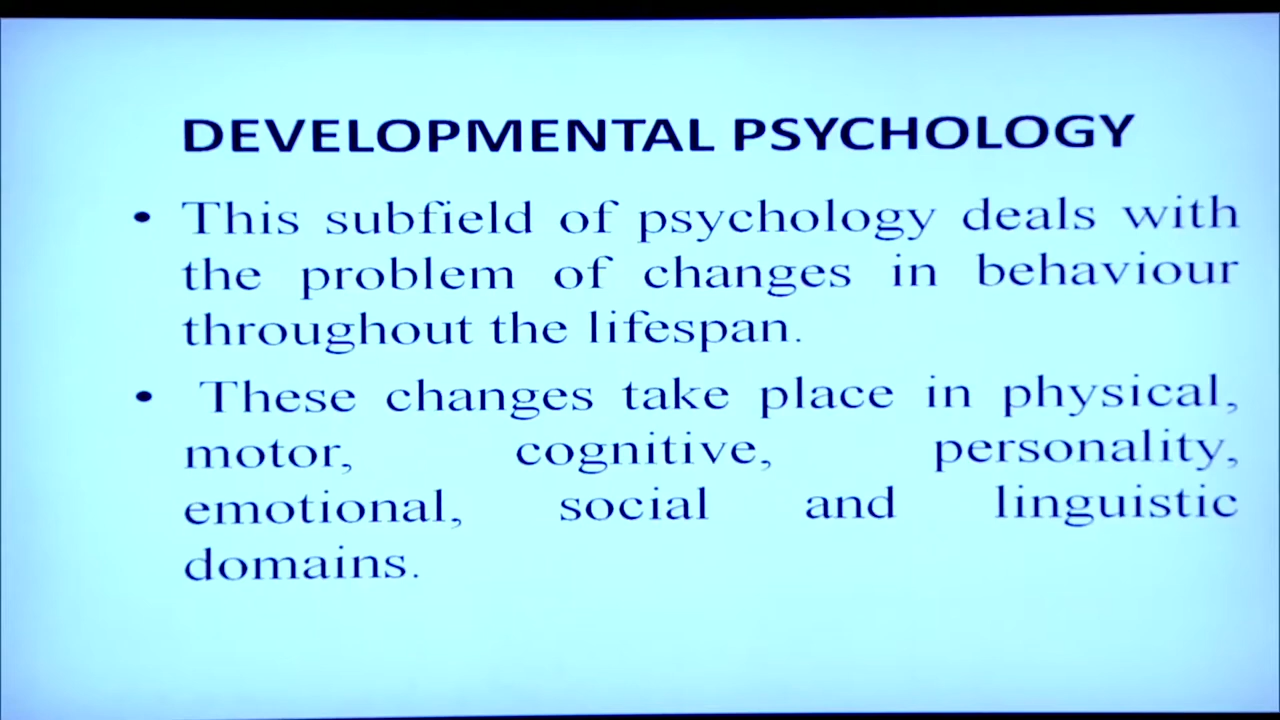 DEVELOPMENTAL PSYCHOLOGY
• This subfield of psychology deals with
the problem of changes in behaviour
throughout the lifespan.
• These changes take place in physical,
motor, cognitive, personality,
emotional, social and linguistic
domains.